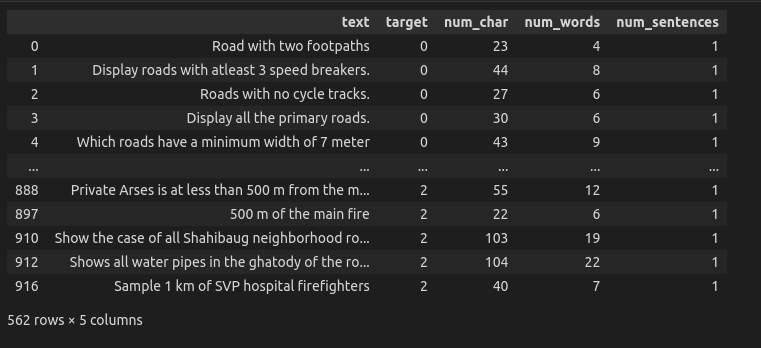 text target num_char num_words num_sentences
0 Road with two footpaths 0 23 4 1
1 Display roads with atleast 3 speed breakers. 0 44 8 1
2 Roads with no cycle tracks. 0 27 6 1
3 Display all the primary roads. 0 30 6 1
4 Which roads have a minimum width of 7 meter 0 43 9 1
... ... ... ... ... ...
888 Private Arses is at less than 500 m from the m... 2 55 12 1
897 500 m of the main fire 2 22 6 1
910 Show the case of all Shahibaug neighborhood ro... 2 103 19 1
912 Shows all water pipes in the ghatody of the ro... 2 104 22 1
916 Sample 1 km of SVP hospital firefighters 2 40 7 1
562 rows × 5 columns